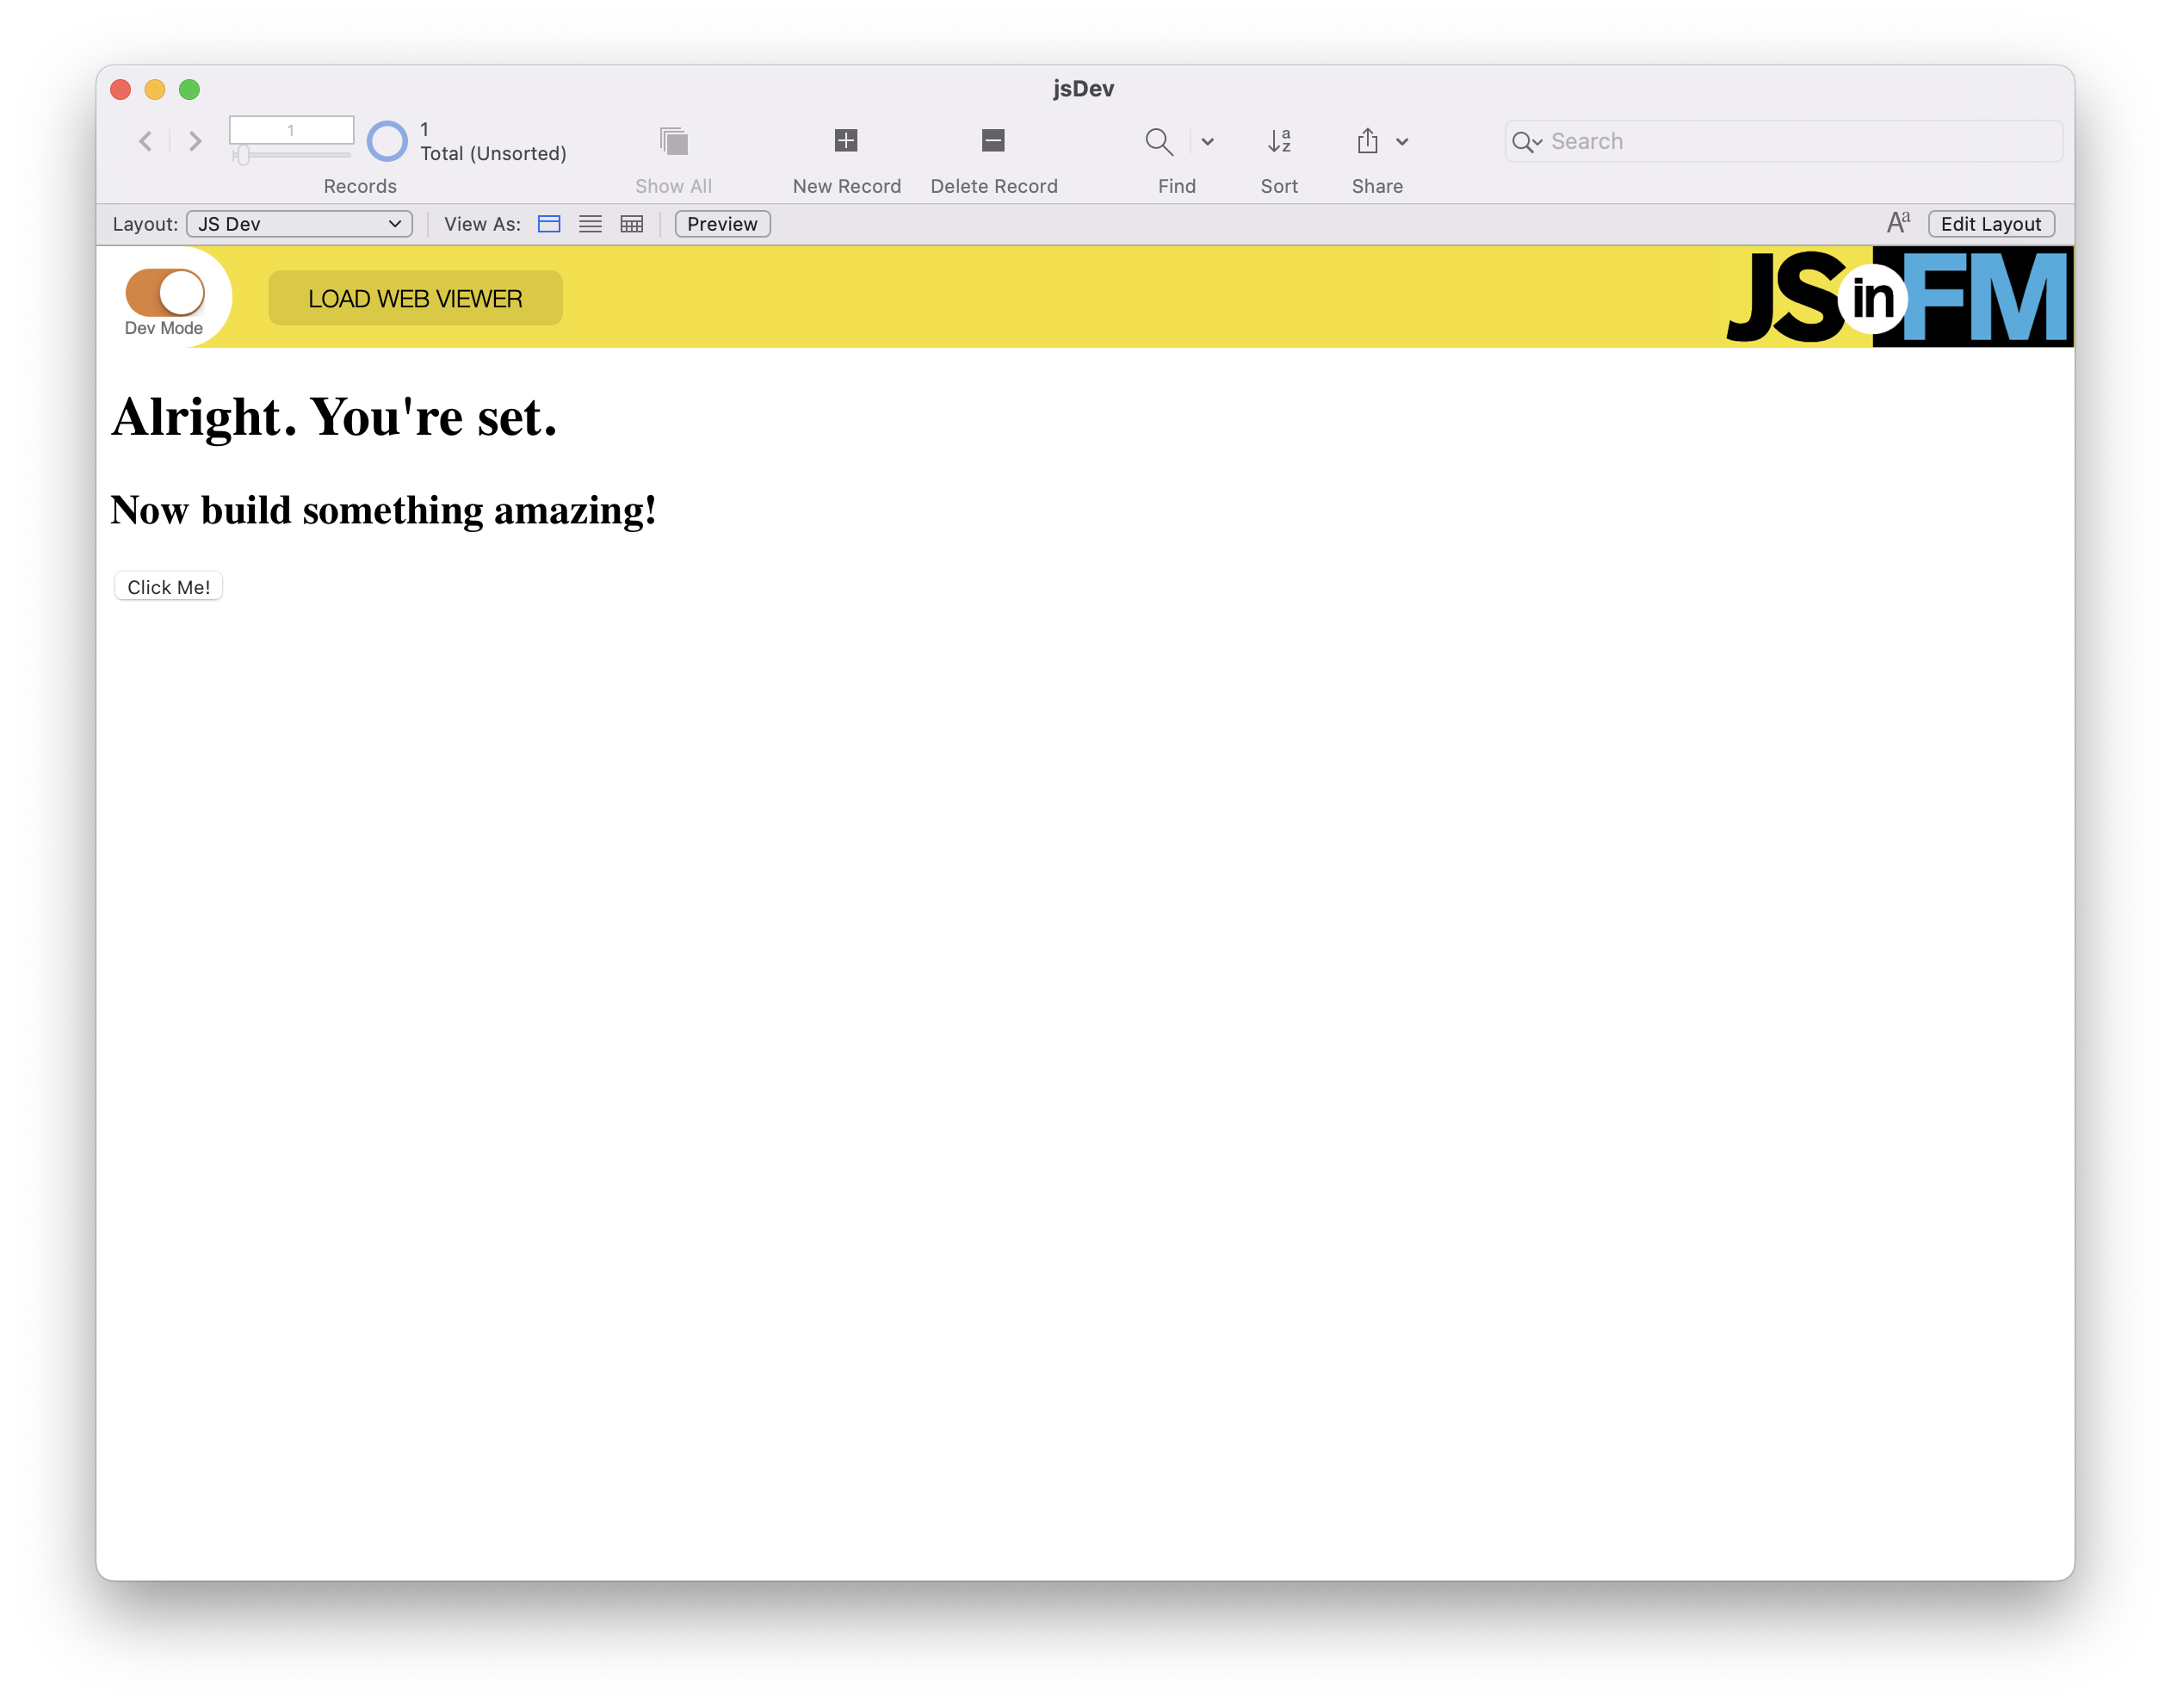 jsDev
1
1
Total (Unsorted)
Records
Show All
New Record
Delete Record
Find
Sort
Share
Search
Layout: JS Dev
View As:
Preview
Aa
Edit Layout
Dev Mode
LOAD WEB VIEWER
JS in FM
Alright. You're set.
Now build something amazing!
Click Me!